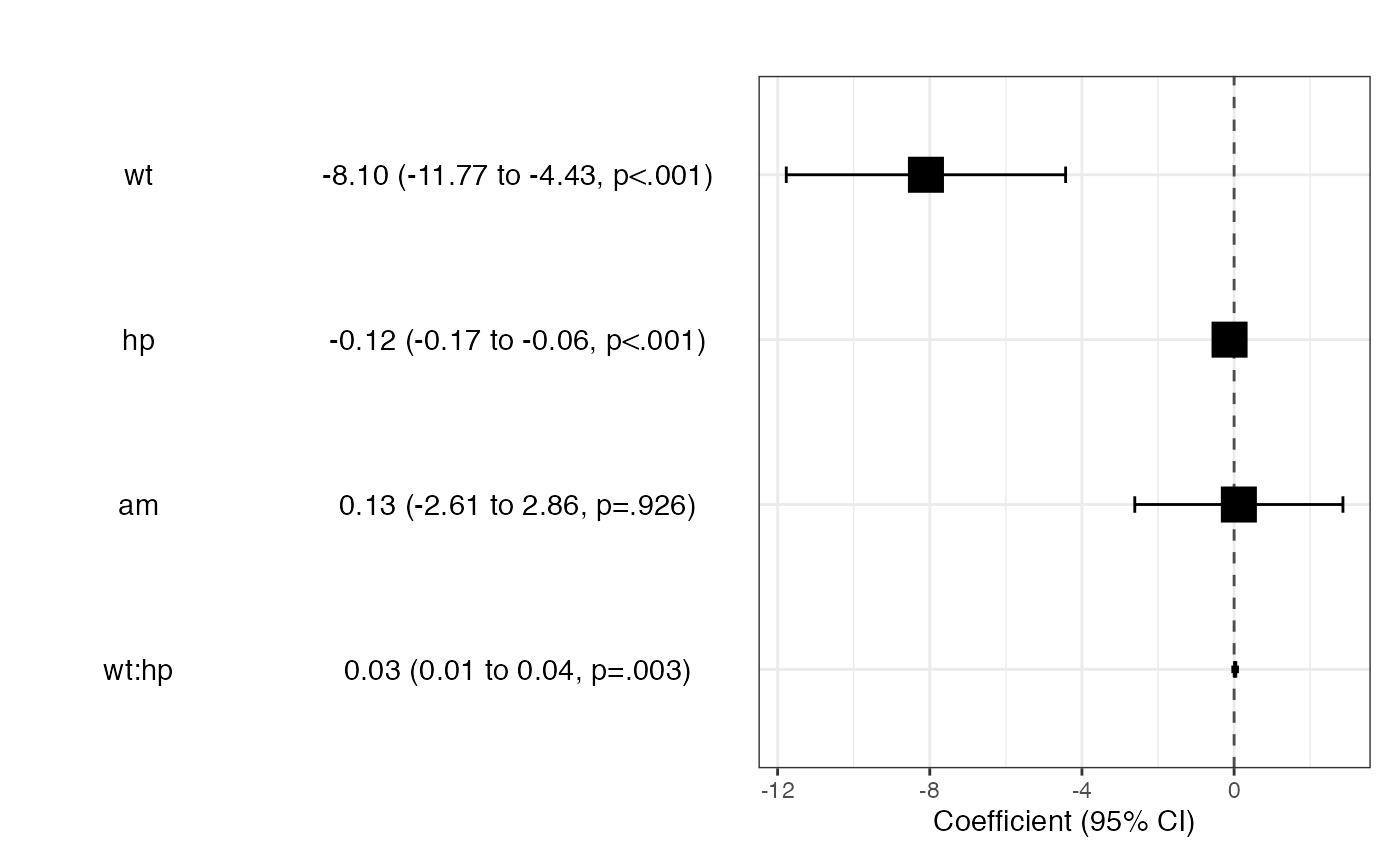 wt -8.10 (-11.77 to -4.43, p<.001)
hp -0.12 (-0.17 to -0.06, p<.001)
am 0.13 (-2.61 to 2.86, p=.926)
wt:hp 0.03 (0.01 to 0.04, p=.003)
-12 -8 -4 0
Coefficient (95% CI)